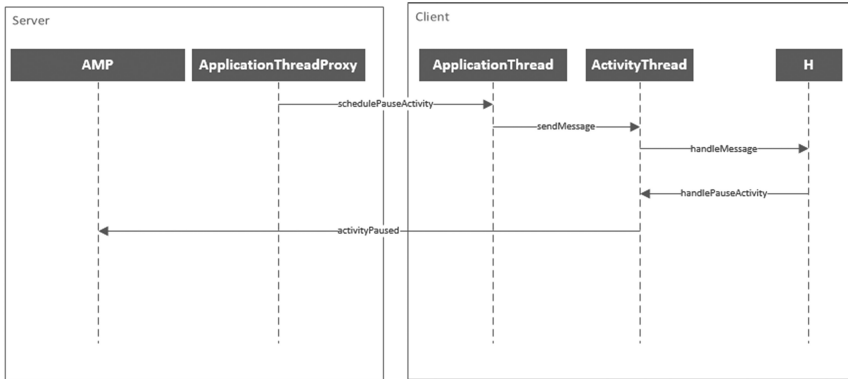 Server
Client
AMP
ApplicationThreadProxy
ApplicationThread
ActivityThread
H
schedulePauseActivity
sendMessage
handleMessage
handlePauseActivity
activityPaused